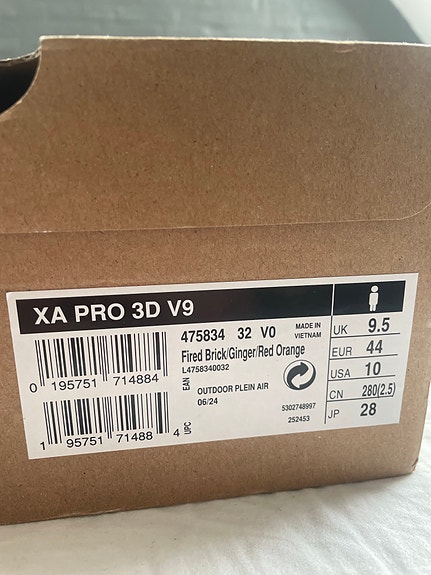 XA PRO 3D V9
475834 32 V0
MADE IN
VIETNAM
Fired Brick/Ginger/Red Orange
L4758340032
EAN
0 195751 714884
OUTDOOR PLEIN AIR
06/24
5302748997
252453
UPC
1 95751 71488 4
UK 9.5
EUR 44
USA 10
CN 280(2.5)
JP 28